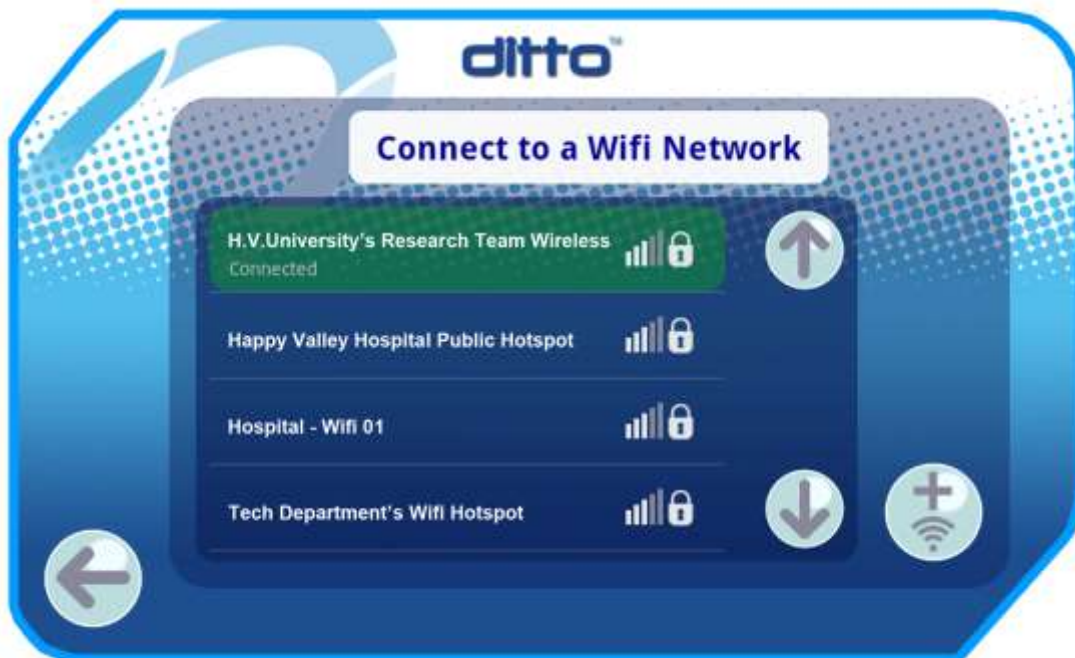 ditto™
Connect to a Wifi Network
H.V.University's Research Team Wireless
Connected
Happy Valley Hospital Public Hotspot
Hospital - Wifi 01
Tech Department's Wifi Hotspot